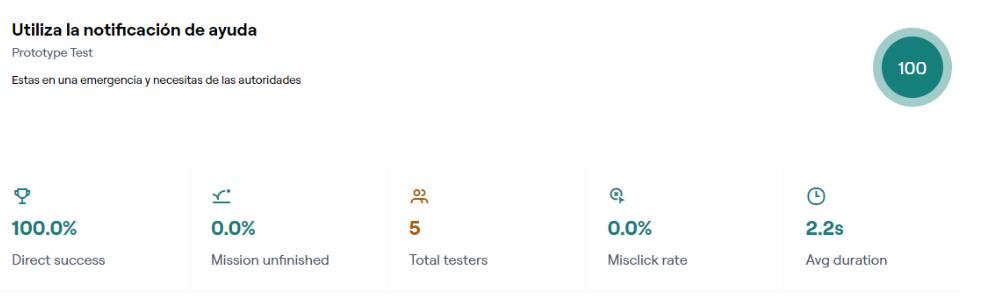 Utiliza la notificación de ayuda
Prototype Test
Estas en una emergencia y necesitas de las autoridades
100
100.0%
Direct success
0.0%
Mission unfinished
5
Total testers
0.0%
Misclick rate
2.2s
Avg duration